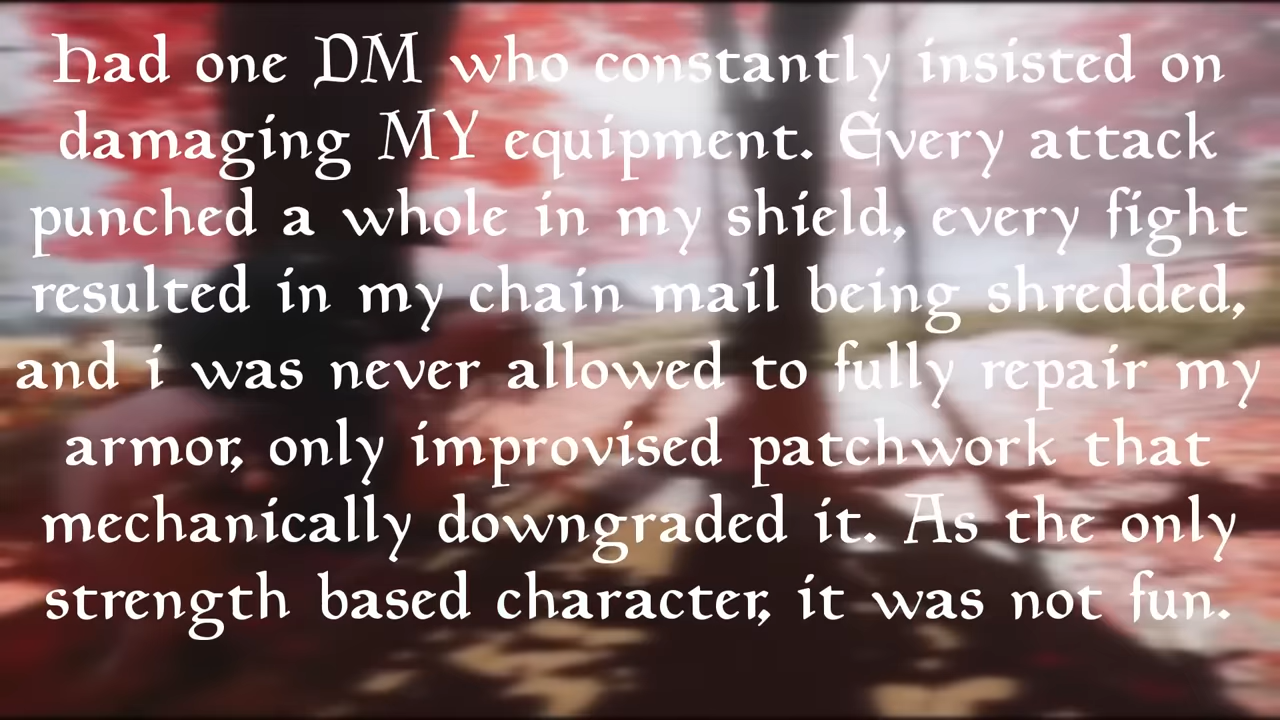 Had one DM who constantly insisted on
damaging MY equipment. Every attack
punched a whole in my shield, every fight
resulted in my chain mail being shredded,
and i was never allowed to fully repair my
armor, only improvised patchwork that
mechanically downgraded it. As the only
strength based character, it was not fun.